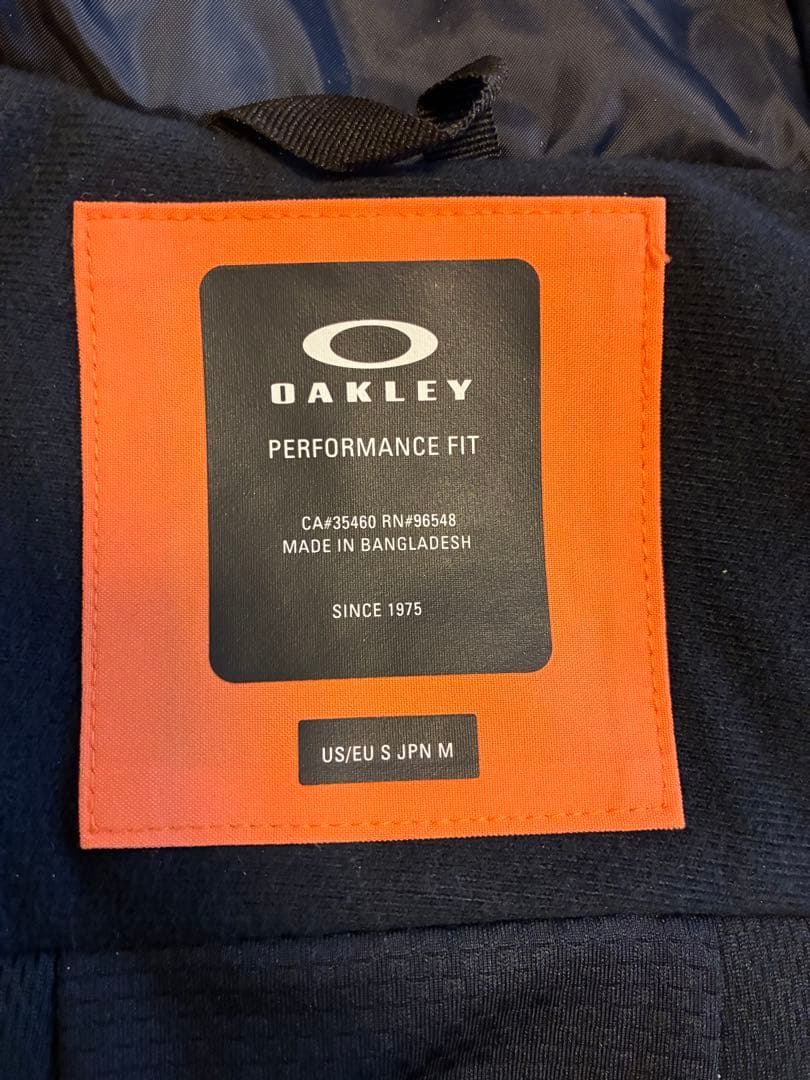 OAKLEY
PERFORMANCE FIT
CA#35460 RN#96548
MADE IN BANGLADESH
SINCE 1975
US/EU S JPN M